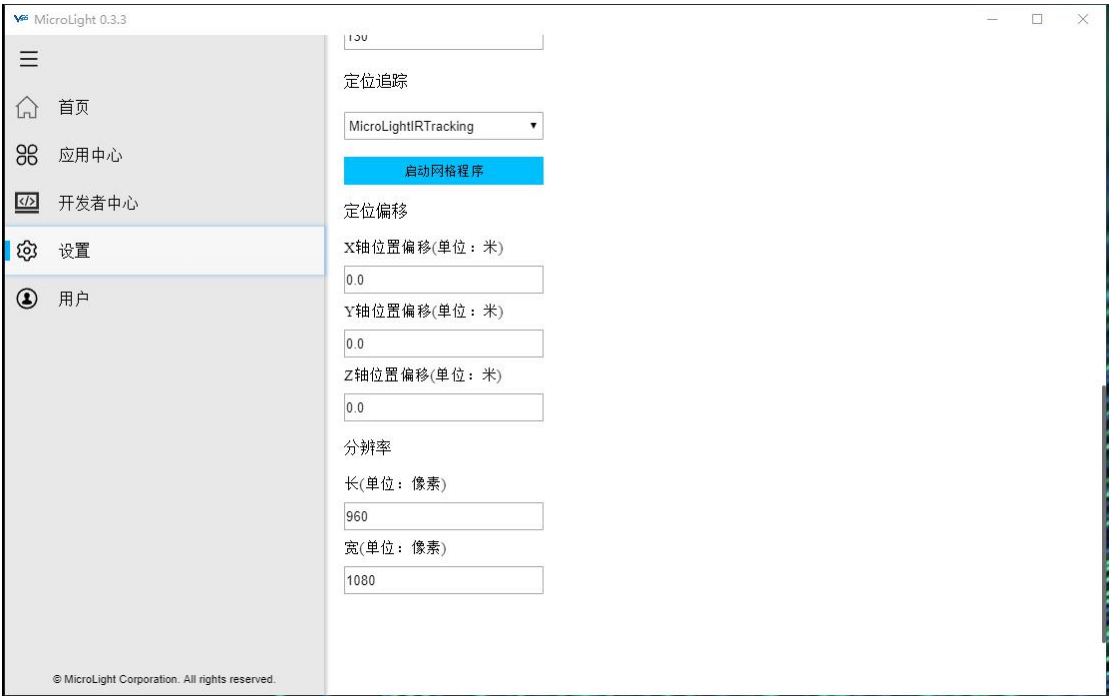 MicroLight 0.3.3
首页
应用中心
开发者中心
设置
用户
© MicroLight Corporation. All rights reserved.
130
定位追踪
MicroLightIRTracking
启动网格程序
定位偏移
X轴位置偏移(单位：米)
0.0
Y轴位置偏移(单位：米)
0.0
Z轴位置偏移(单位：米)
0.0
分辨率
长(单位：像素)
960
宽(单位：像素)
1080